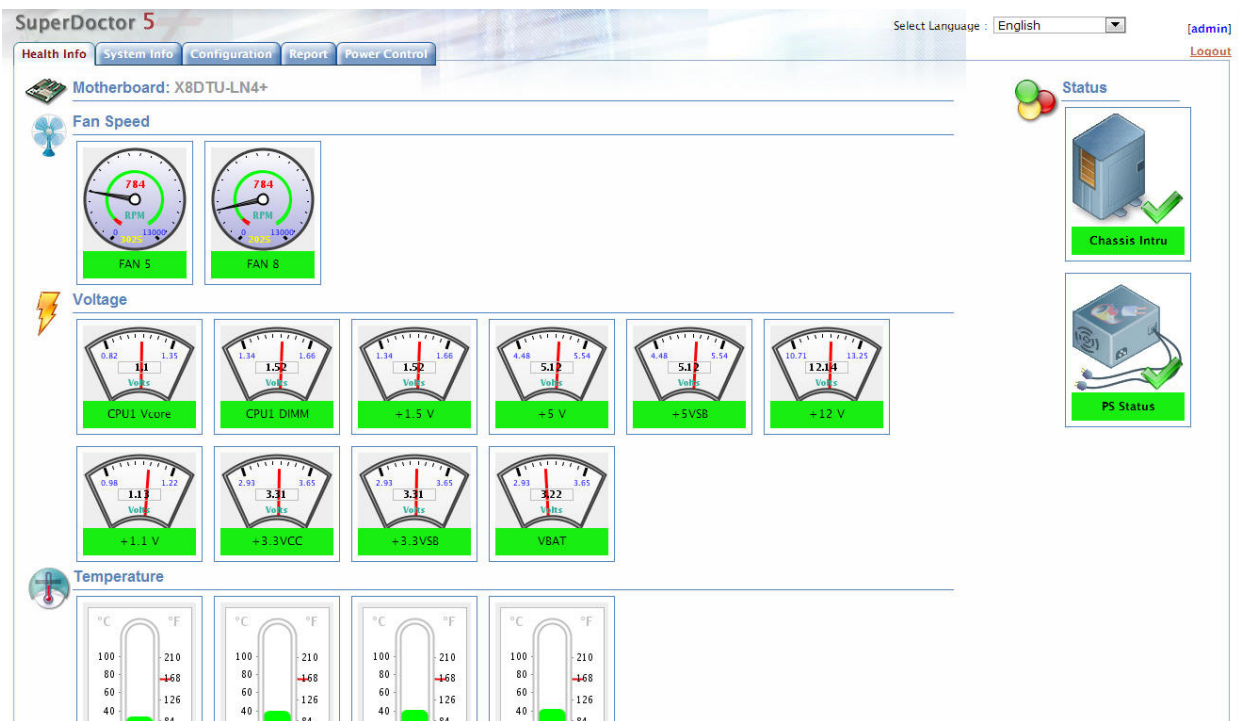 SuperDoctor 5
Select Language : English
[admin]
Logout
Health Info System Info Configuration Report Power Control
Motherboard: X8DTU-LN4+
Status
Fan Speed
784 784
RPM RPM
0 13000 0 13000
3025 2025
FAN 5 FAN 8
Chassis Intru
Voltage
0.82 1.35 1.34 1.66 1.34 1.66 4.48 5.54 4.48 5.54 10.71 13.25
1.1 1.52 1.52 5.12 5.12 12.14
Volts Volts Volts Volts Volts Volts
CPU1 Vcore CPU1 DIMM +1.5 V +5 V +5VSB +12 V
PS Status
0.98 1.22 2.93 3.65 2.93 3.65 2.93 3.65
1.13 3.31 3.31 3.22
Volts Volts Volts Volts
+1.1 V +3.3VCC +3.3VSB VBAT
Temperature
°C °F °C °F °C °F °C °F
100 210 100 210 100 210 100 210
80 168 80 168 80 168 80 168
60 126 60 126 60 126 60 126
40 84 40 84 40 84 40 84